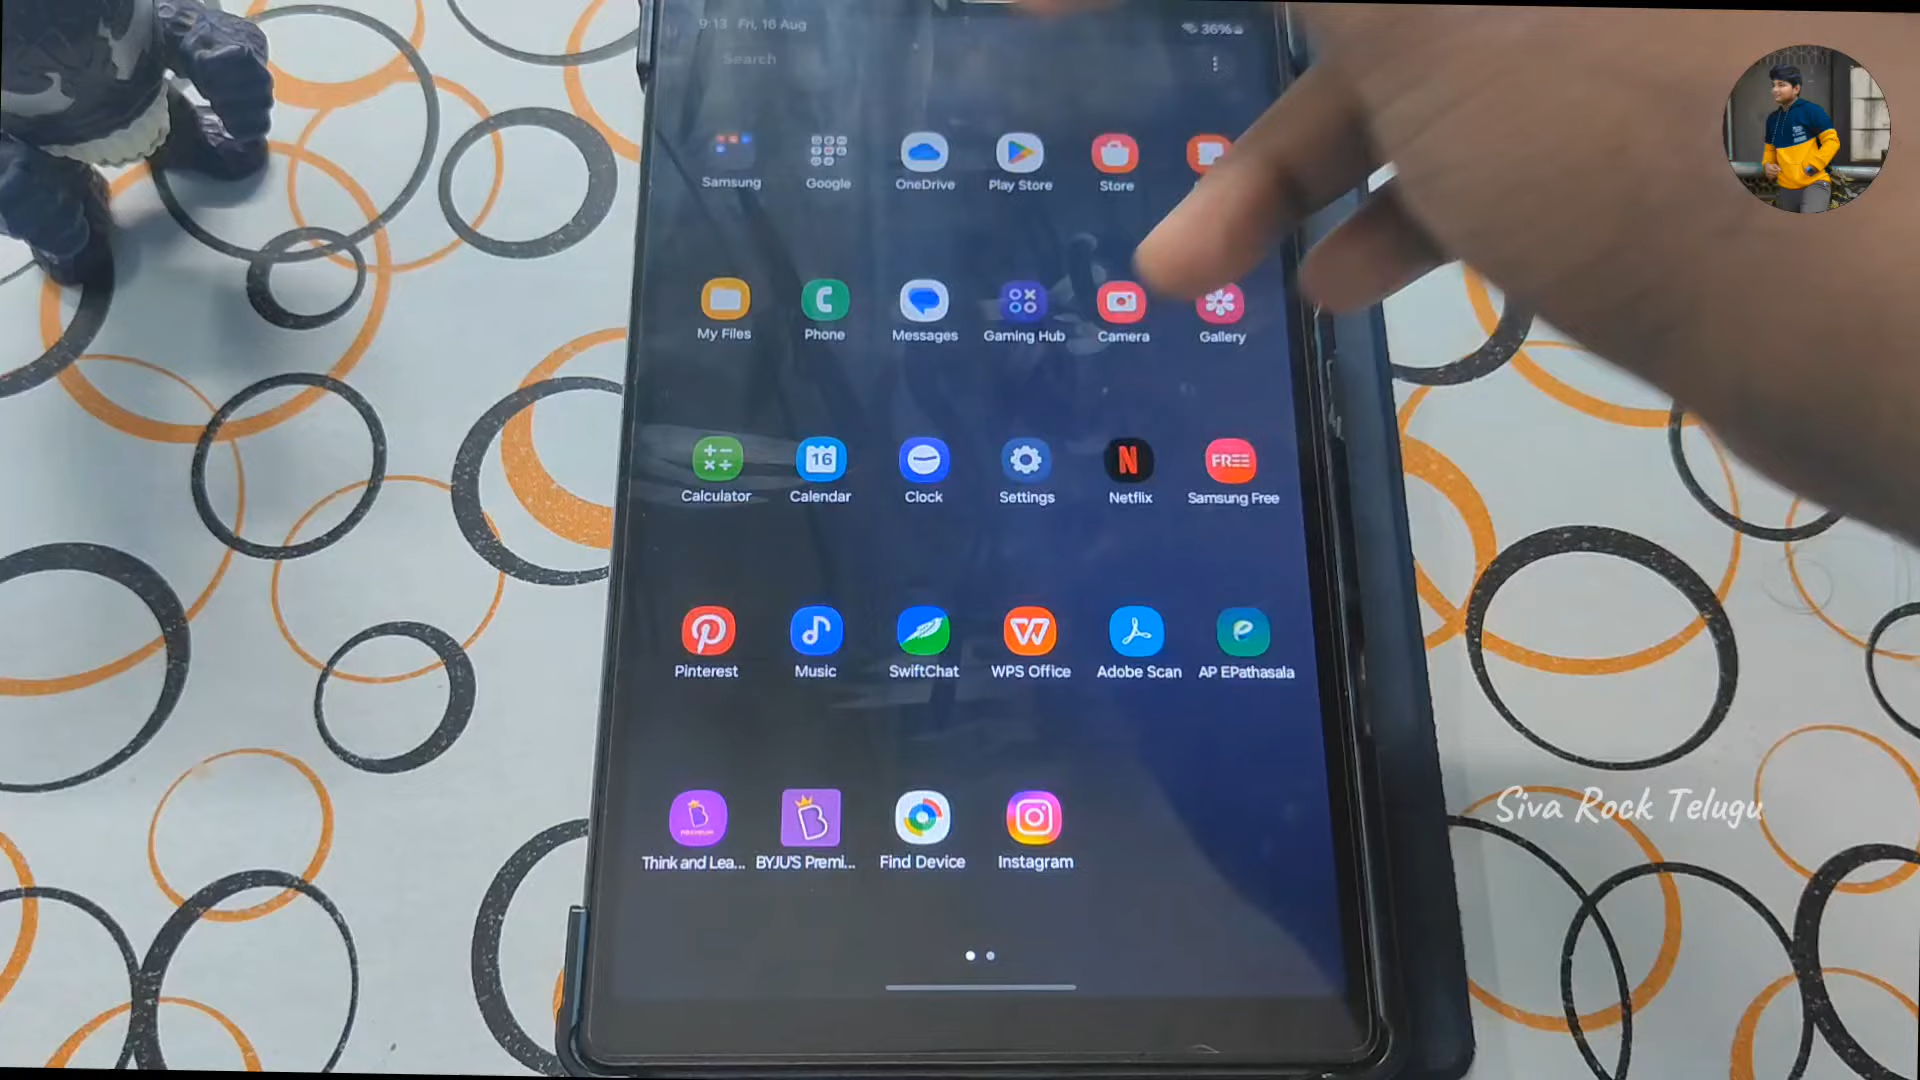 9:13 Fri, 16 Aug 36%
Search
Samsung Google OneDrive Play Store Store
My Files Phone Messages Gaming Hub Camera Gallery
16 FREE
Calculator Calendar Clock Settings Netflix Samsung Free
Pinterest Music SwiftChat WPS Office Adobe Scan AP EPathasala
Think and Lea... BYJU'S Premi... Find Device Instagram
Siva Rock Telugu